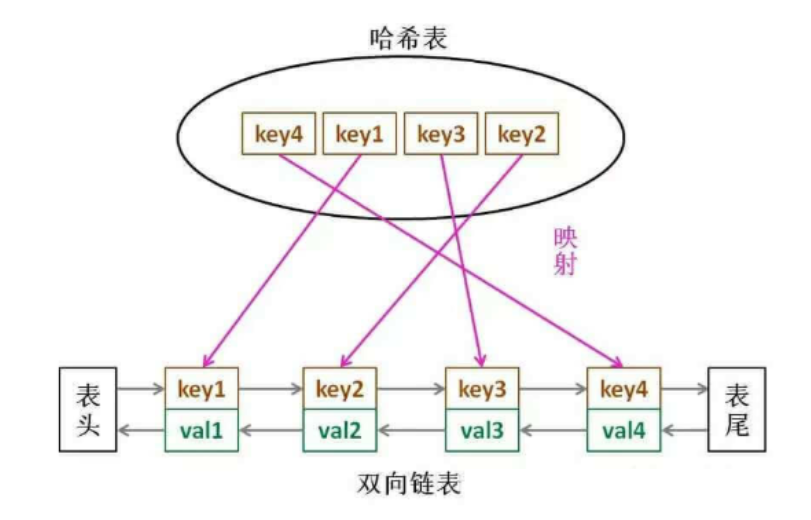 哈希表
key4 key1 key3 key2
映
射
表
头
key1 key2 key3 key4
val1 val2 val3 val4
表
尾
双向链表